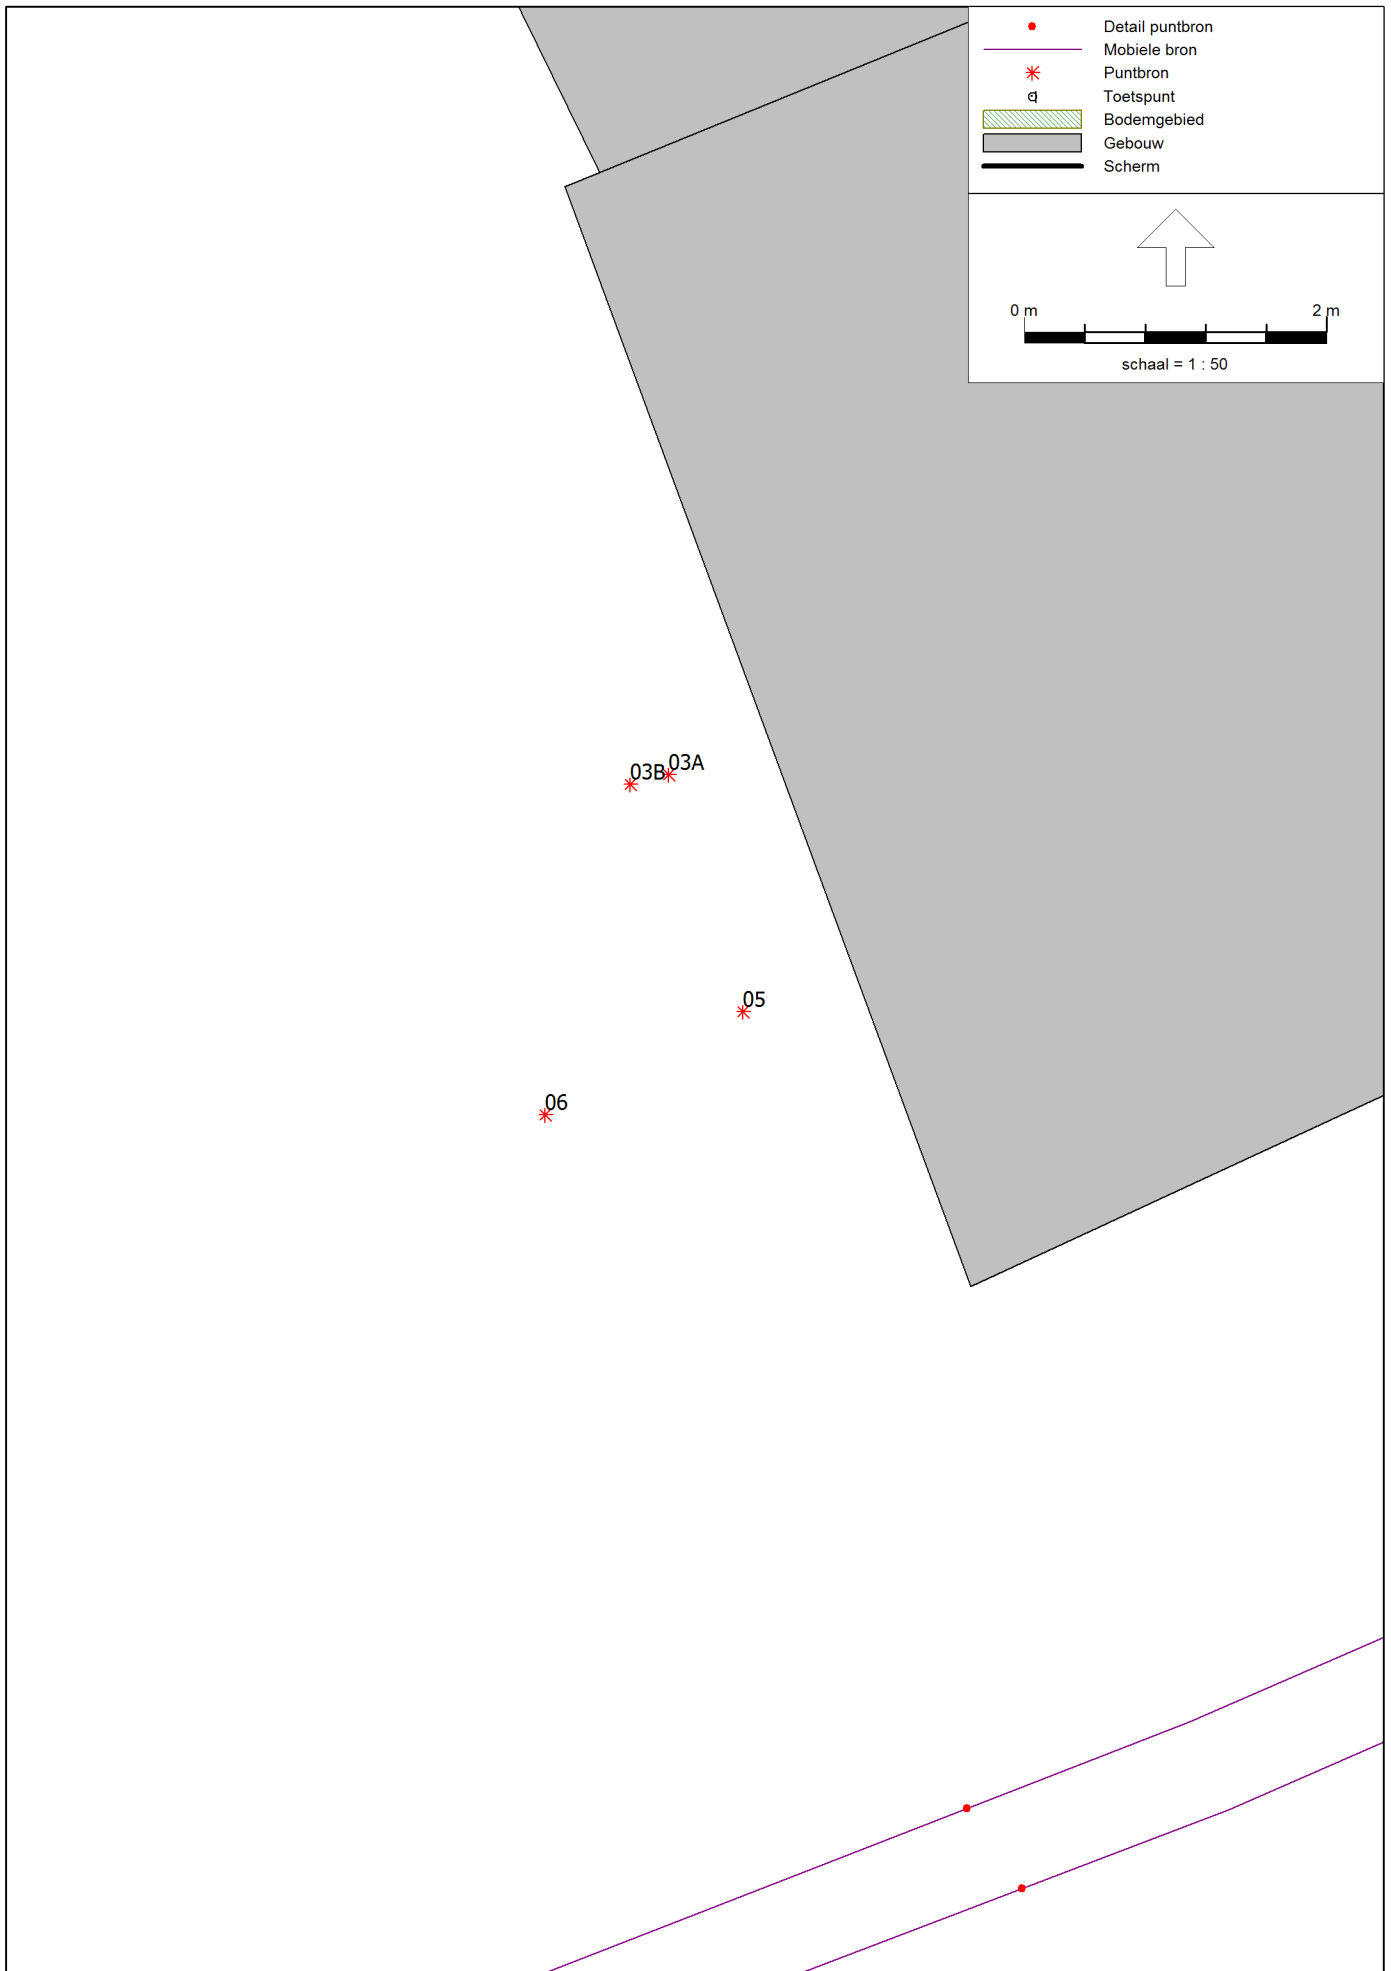 Detail puntbron
Mobiele bron
Puntbron
Toetspunt
Bodemgebied
Gebouw
Scherm
0 m 2 m
schaal = 1 : 50
03B 03A
05
06